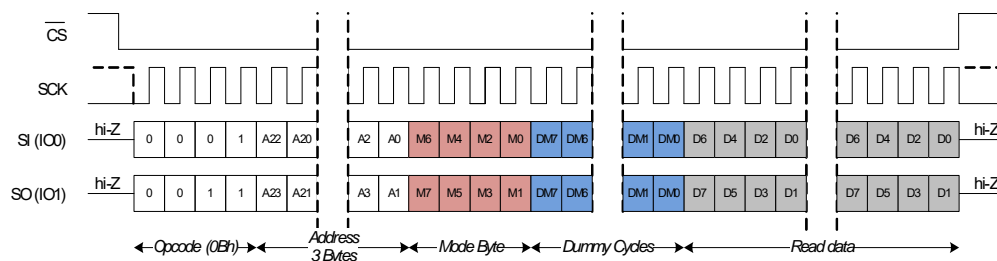 CS
SCK
SI (IO0) hi-Z 0 0 0 1 A22 A20 A2 A0 M6 M4 M2 M0 DM7 DM6 DM1 DM0 D6 D4 D2 D0 D6 D4 D2 D0 hi-Z
SO (IO1) hi-Z 0 0 1 1 A23 A21 A3 A1 M7 M5 M3 M1 DM7 DM6 DM1 DM0 D7 D5 D3 D1 D7 D5 D3 D1 hi-Z
Opcode (0Bh) Address Mode Byte Dummy Cycles Read data
3 Bytes